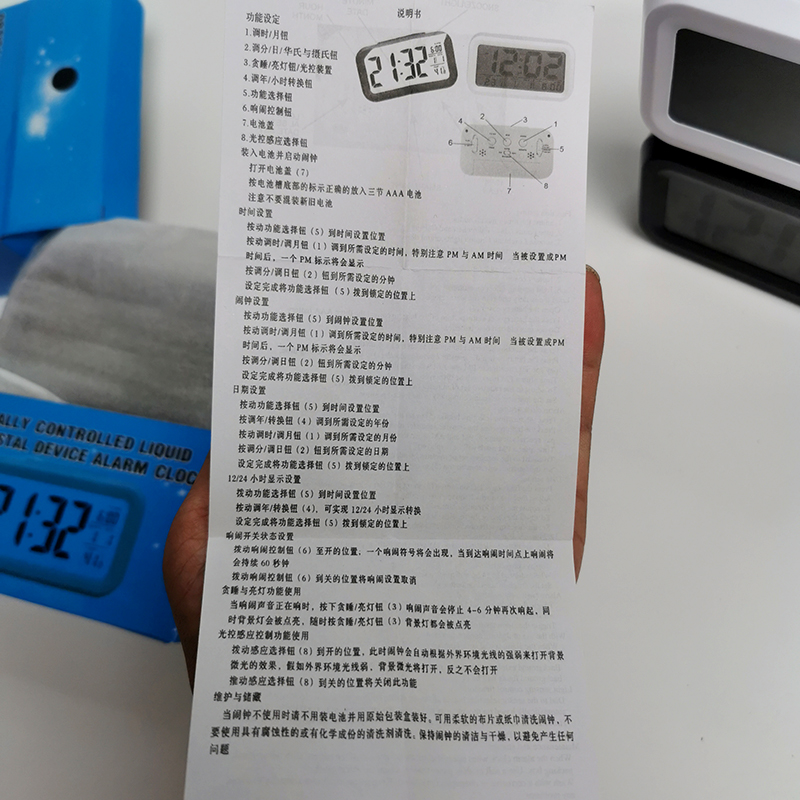 说明书
功能设定
1.调时/月钮
2.调分/日/华氏与摄氏钮
3.贪睡/亮灯钮/光控装置
4.调年/小时转换钮
5.功能选择钮
6.响闹控制钮
7.电池盖
8.光控感应选择钮
21:32
12:02
2
3
1
4
6
5
7
8
装入电池并启动闹钟
打开电池盖（7）
按电池槽底部的标示正确的放入三节 AAA 电池
注意不要混装新旧电池
时间设置
按动功能选择钮（5）到时间设置位置
按动调时/调月钮（1）调到所需设定的时间，特别注意 PM 与 AM 时间 当被设置成PM
时间后，一个 PM 标示将会显示
按调分/调日钮（2）钮到所需设定的分钟
设定完成将功能选择钮（5）拨到锁定的位置上
闹钟设置
按动功能选择钮（5）到闹钟设置位置
按动调时/调月钮（1）调到所需设定的时间，特别注意 PM 与 AM 时间 当被设置成PM
时间后，一个 PM 标示将会显示
按调分/调日钮（2）钮到所需设定的分钟
设定完成将功能选择钮（5）拨到锁定的位置上
日期设置
按动功能选择钮（5）到时间设置位置
按调年/转换钮（4）调到所需设定的年份
按动调时/调月钮（1）调到所需设定的月份
按调分/调日钮（2）钮到所需设定的日期
设定完成将功能选择钮（5）拨到锁定的位置上
12/24 小时显示设置
拨动功能选择钮（5）到时间设置位置
按动调年/转换钮（4），可实现 12/24 小时显示转换
设定完成将功能选择钮（5）拨到锁定的位置上
响闹开关状态设置
拨动响闹控制钮（6）至开的位置，一个响闹符号将会出现，当到达响闹时间点上响闹将
会持续 60 秒钟
拨动响闹控制钮（6）到关的位置将响闹设置取消
贪睡与亮灯功能使用
当响闹声音正在响时，按下贪睡/亮灯钮（3）响闹声音会停止 4-6 分钟再次响起，同
时背景灯会被点亮，随时按贪睡/亮灯钮（3）背景灯都会被点亮
光控感应控制功能使用
拨动感应选择钮（8）到开的位置，此时闹钟会自动根据外界环境光线的强弱来打开背景
微光的效果，假如外界环境光线弱，背景微光将打开，反之不会打开
推动感应选择钮（8）到关的位置将关闭此功能
维护与储藏
当闹钟不使用时请不用装电池并用原始包装盒装好。可用柔软的布片或纸巾清洗闹钟，不
要使用具有腐蚀性的或有化学成份的清洗剂清洗。保持闹钟的清洁与干燥，以避免产生任何
问题
ALLY CONTROLLED LIQUID
STAL DEVICE ALARM CLOC
21:32